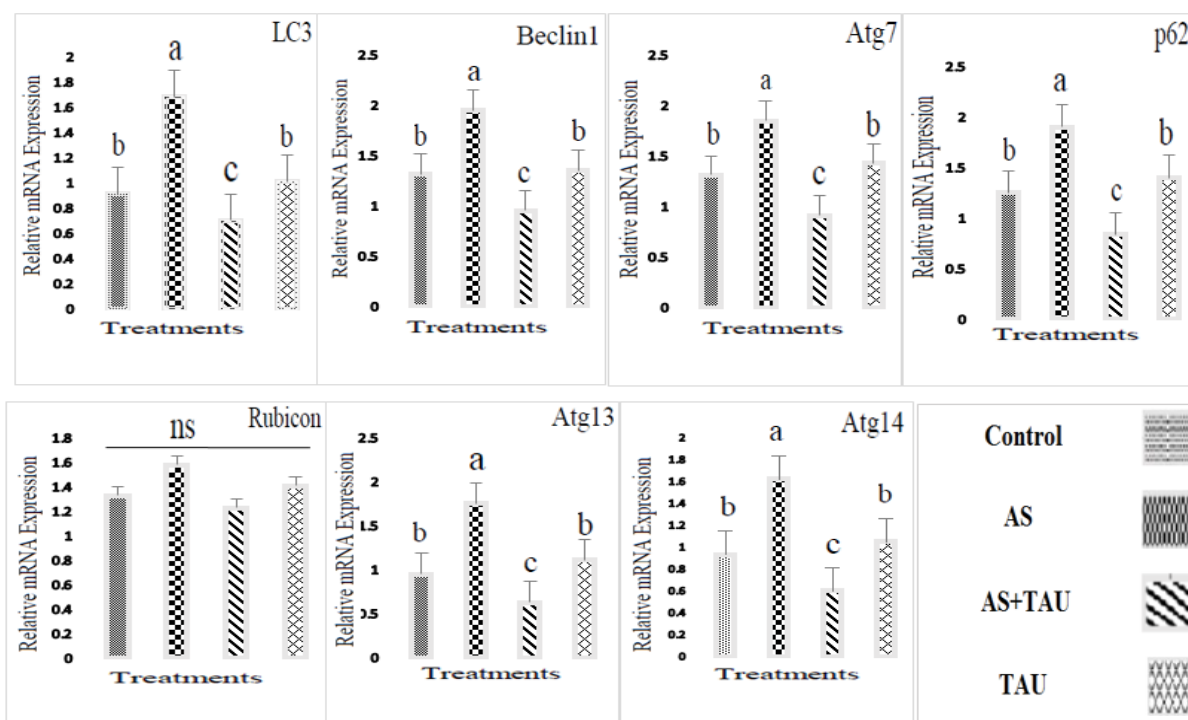 LC3
Relative mRNA Expression
2
1.8
1.6
1.4
1.2
1
0.8
0.6
0.4
0.2
0
b
a
c
b
Treatments
Beclin1
Relative mRNA Expression
2.5
2
1.5
1
0.5
0
b
a
c
b
Treatments
Atg7
Relative mRNA Expression
2.5
2
1.5
1
0.5
0
b
a
c
b
Treatments
p62
Relative mRNA Expression
2.5
2
1.5
1
0.5
0
b
a
c
b
Treatments
Rubicon
Relative mRNA Expression
1.8
1.6
1.4
1.2
1
0.8
0.6
0.4
0.2
0
ns
Treatments
Atg13
Relative mRNA Expression
2.5
2
1.5
1
0.5
0
b
a
c
b
Treatments
Atg14
Relative mRNA Expression
2
1.8
1.6
1.4
1.2
1
0.8
0.6
0.4
0.2
0
b
a
c
b
Treatments
Control
AS
AS+TAU
TAU